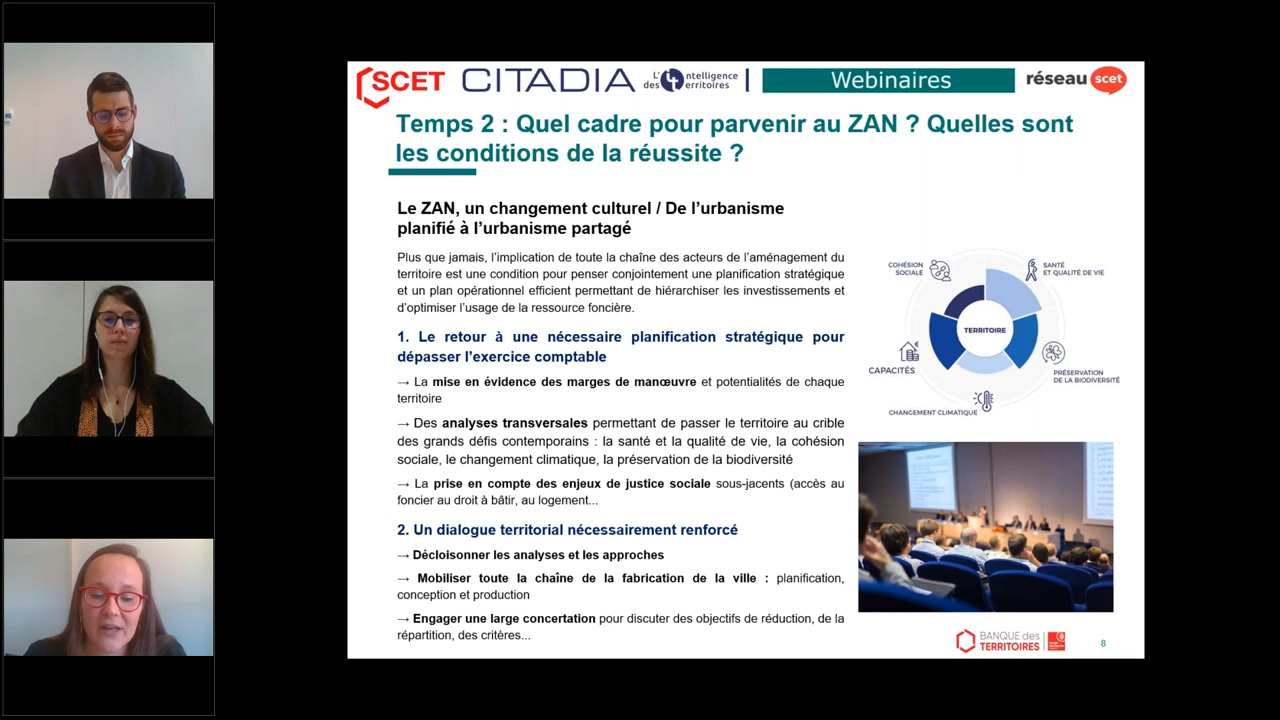 SCET CITADIA L'intelligence des territoires Webinaires réseau scet
Temps 2 : Quel cadre pour parvenir au ZAN ? Quelles sont
les conditions de la réussite ?
Le ZAN, un changement culturel / De l'urbanisme
planifié à l'urbanisme partagé
Plus que jamais, l'implication de toute la chaîne des acteurs de l'aménagement du
territoire est une condition pour penser conjointement une planification stratégique
et un plan opérationnel efficient permettant de hiérarchiser les investissements et
d'optimiser l'usage de la ressource foncière.
1. Le retour à une nécessaire planification stratégique pour
dépasser l'exercice comptable
→ La mise en évidence des marges de manœuvre et potentialités de chaque
territoire
→ Des analyses transversales permettant de passer le territoire au crible
des grands défis contemporains : la santé et la qualité de vie, la cohésion
sociale, le changement climatique, la préservation de la biodiversité
→ La prise en compte des enjeux de justice sociale sous-jacents (accès au
foncier au droit à bâtir, au logement...
2. Un dialogue territorial nécessairement renforcé
→ Décloisonner les analyses et les approches
→ Mobiliser toute la chaîne de la fabrication de la ville : planification,
conception et production
→ Engager une large concertation pour discuter des objectifs de réduction, de la
répartition, des critères...
COHÉSION
SOCIALE
SANTÉ
ET QUALITÉ DE VIE
TERRITOIRE
CAPACITÉS
PRÉSERVATION
DE LA BIODIVERSITÉ
CHANGEMENT CLIMATIQUE
BANQUE des
TERRITOIRES
8